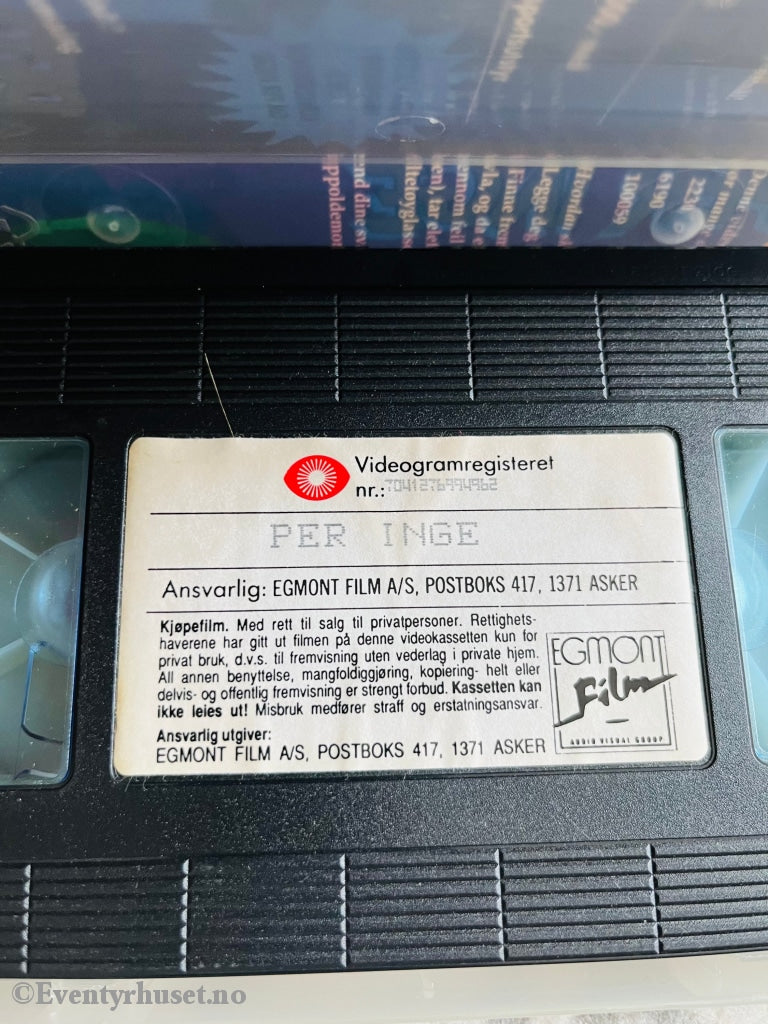 Videogramregisteret
nr.:7041276994962
PER INGE
Ansvarlig: EGMONT FILM A/S, POSTBOKS 417, 1371 ASKER
Kjøpefilm. Med rett til salg til privatpersoner. Rettighets-
haverene har gitt ut filmen på denne videokassetten kun for
privat bruk, d.v.s. til fremvisning uten vederlag i private hjem.
All annen benyttelse, mangfoldiggjøring, kopiering- helt eller
delvis- og offentlig fremvisning er strengt forbud. Kassetten kan
ikke leies ut! Misbruk medfører straff og erstatningsansvar.
Ansvarlig utgiver:
EGMONT FILM A/S, POSTBOKS 417, 1371 ASKER
EGMONT
Film
AUDIO VISUAL GROUP
©Eventyrhuset.no